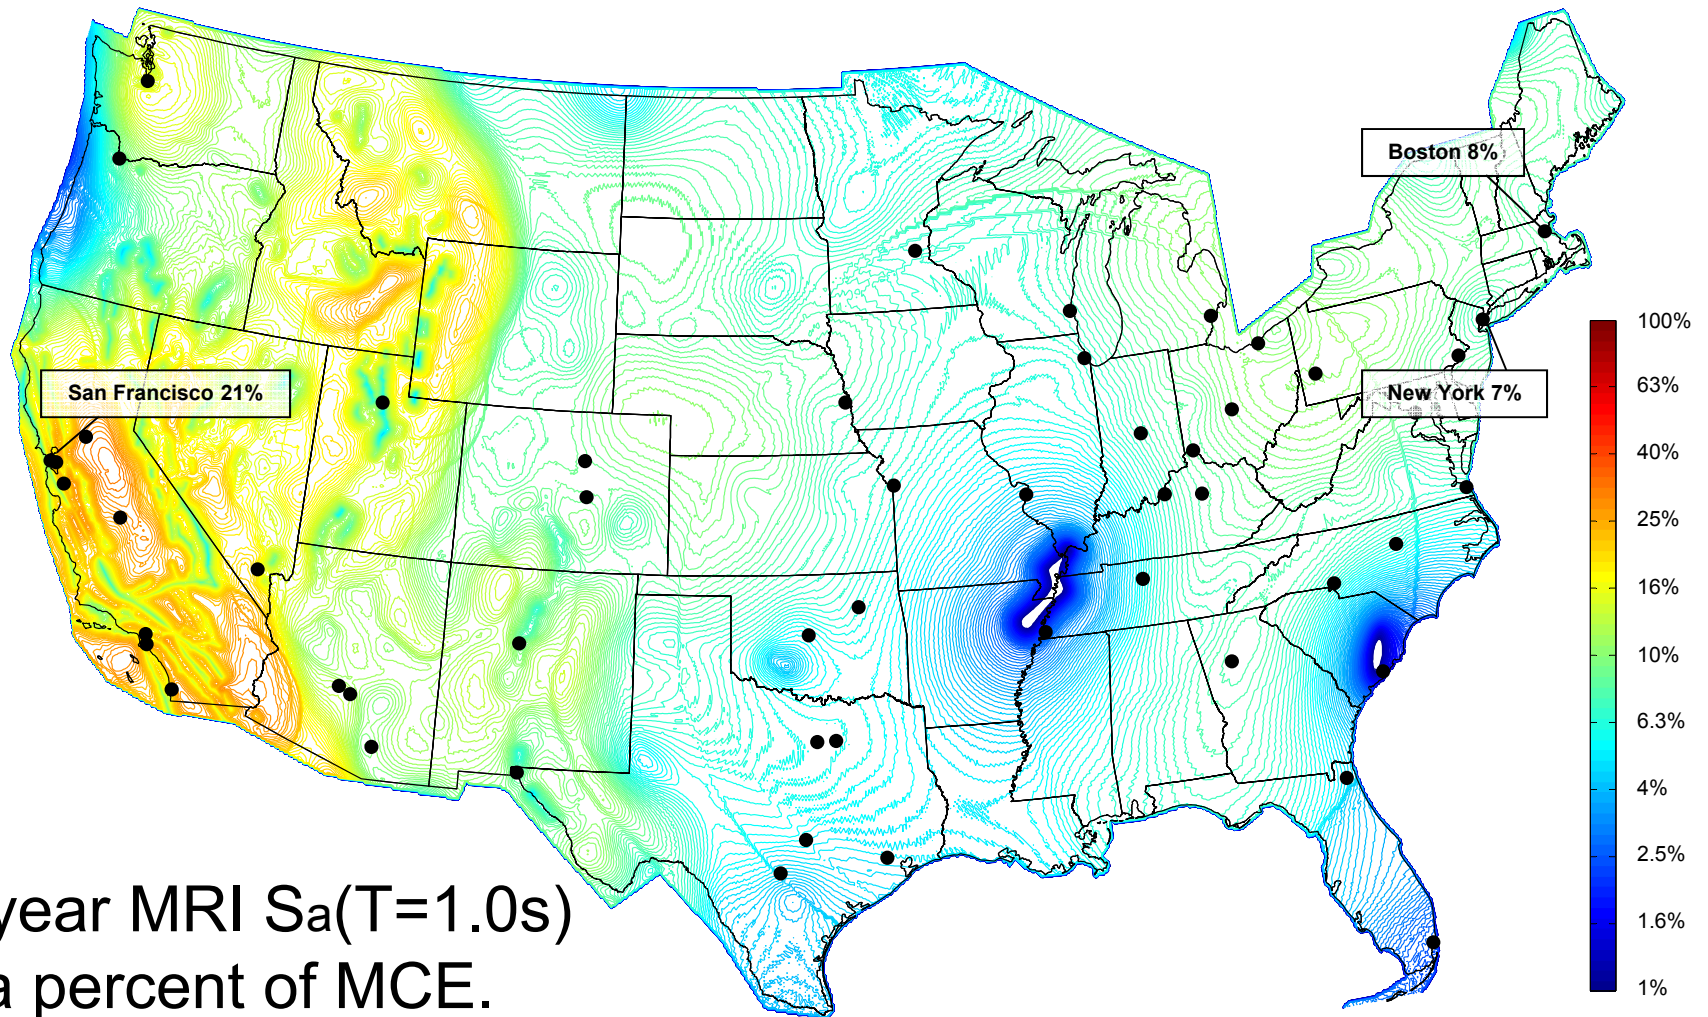 Boston 8%
San Francisco 21%
New York 7%
100%
63%
40%
25%
16%
10%
6.3%
4%
2.5%
1.6%
1%
year MRI Sa(T=1.0s)
a percent of MCE.